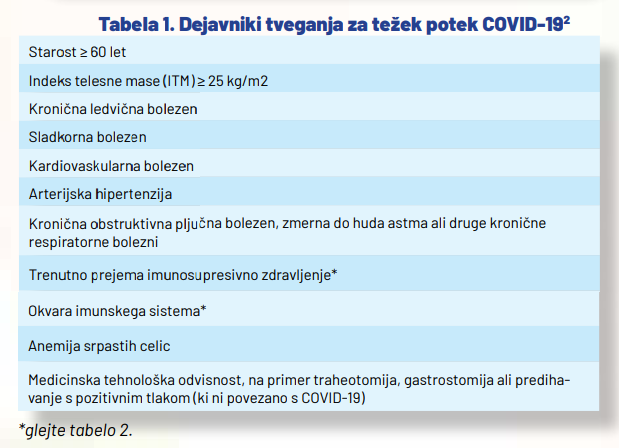 Tabela 1. Dejavniki tveganja za težek potek COVID-19²
Starost ≥ 60 let
Indeks telesne mase (ITM) ≥ 25 kg/m2
Kronična ledvična bolezen
Sladkorna bolezen
Kardiovaskularna bolezen
Arterijska hipertenzija
Kronična obstruktivna pljučna bolezen, zmerna do huda astma ali druge kronične
respiratorne bolezni
Trenutno prejema imunosupresivno zdravljenje*
Okvara imunskega sistema*
Anemija srpastih celic
Medicinska tehnološka odvisnost, na primer traheotomija, gastrostomija ali prediha-
vanje s pozitivnim tlakom (ki ni povezano s COVID-19)
*glejte tabelo 2.